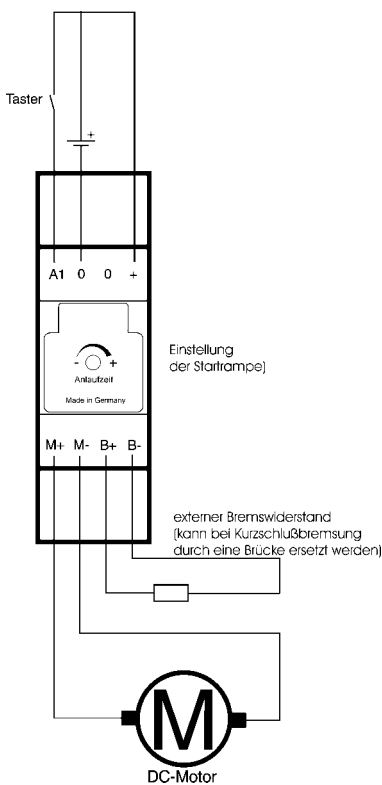 Taster
+
A1 0 0 +
- +
Anlaufzeit
Made in Germany
Einstellung
der Startrampe)
M+ M- B+ B-
externer Bremswiderstand
(kann bei Kurzschlußbremsung
durch eine Brücke ersetzt werden)
M
DC-Motor